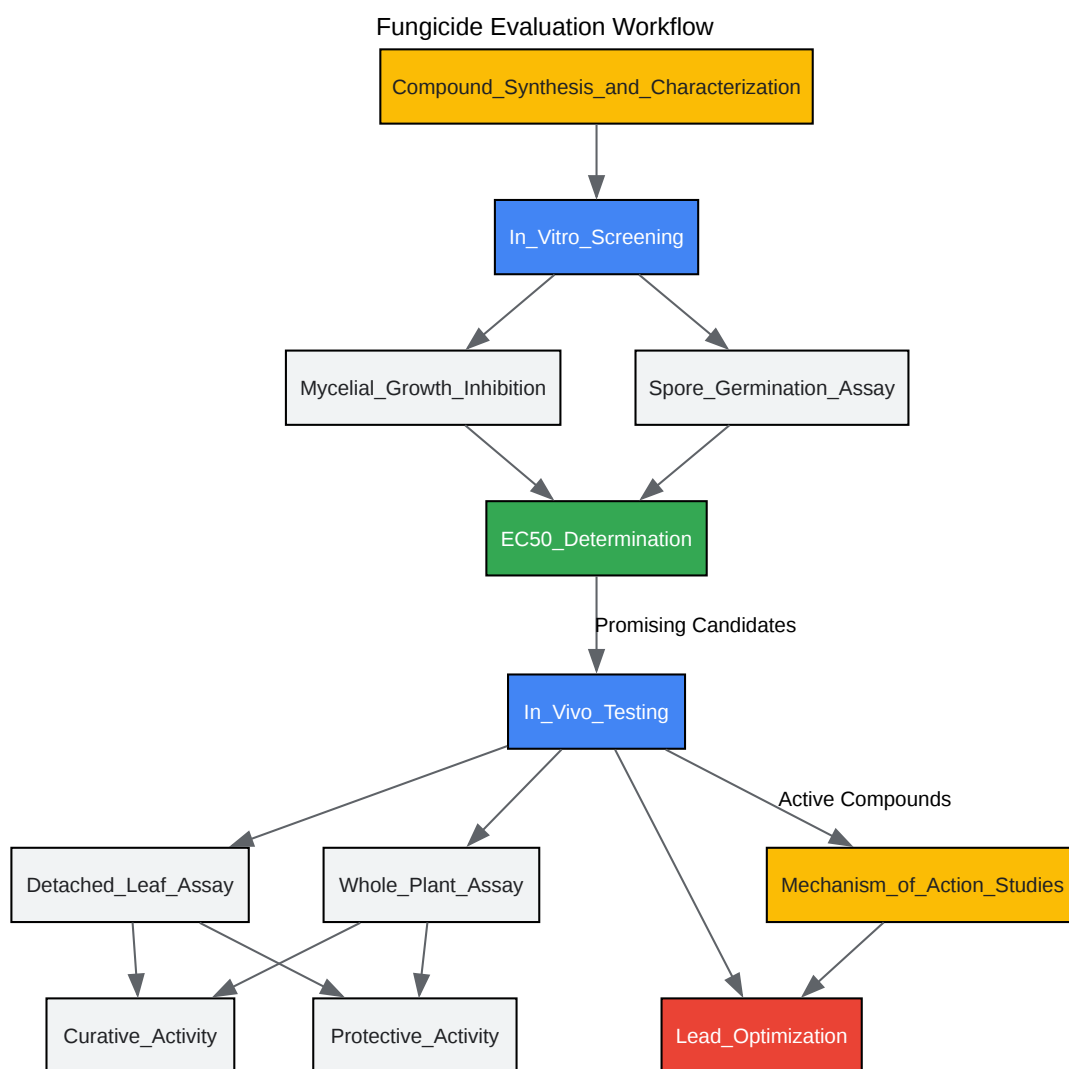 Fungicide Evaluation Workflow
Compound_Synthesis_and_Characterization
In_Vitro_Screening
Mycelial_Growth_Inhibition
Spore_Germination_Assay
EC50_Determination
Promising Candidates
In_Vivo_Testing
Active Compounds
Detached_Leaf_Assay
Whole_Plant_Assay
Mechanism_of_Action_Studies
Curative_Activity
Protective_Activity
Lead_Optimization